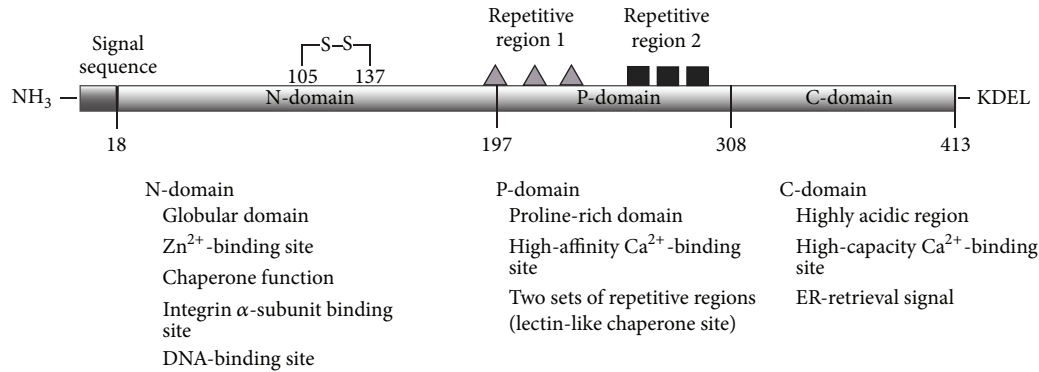 Signal
sequence
S–S
105 137
Repetitive
region 1
Repetitive
region 2
NH₃
N-domain
P-domain
C-domain
KDEL
18
197
308
413
N-domain
Globular domain
Zn²⁺-binding site
Chaperone function
Integrin α-subunit binding
site
DNA-binding site
P-domain
Proline-rich domain
High-affinity Ca²⁺-binding
site
Two sets of repetitive regions
(lectin-like chaperone site)
C-domain
Highly acidic region
High-capacity Ca²⁺-binding
site
ER-retrieval signal